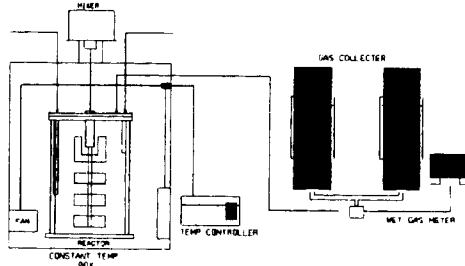 MIXER
GAS COLLECTER
FAN
TEMP CONTROLLER
WET GAS METER
REACTOR
CONSTANT TEMP
BOX